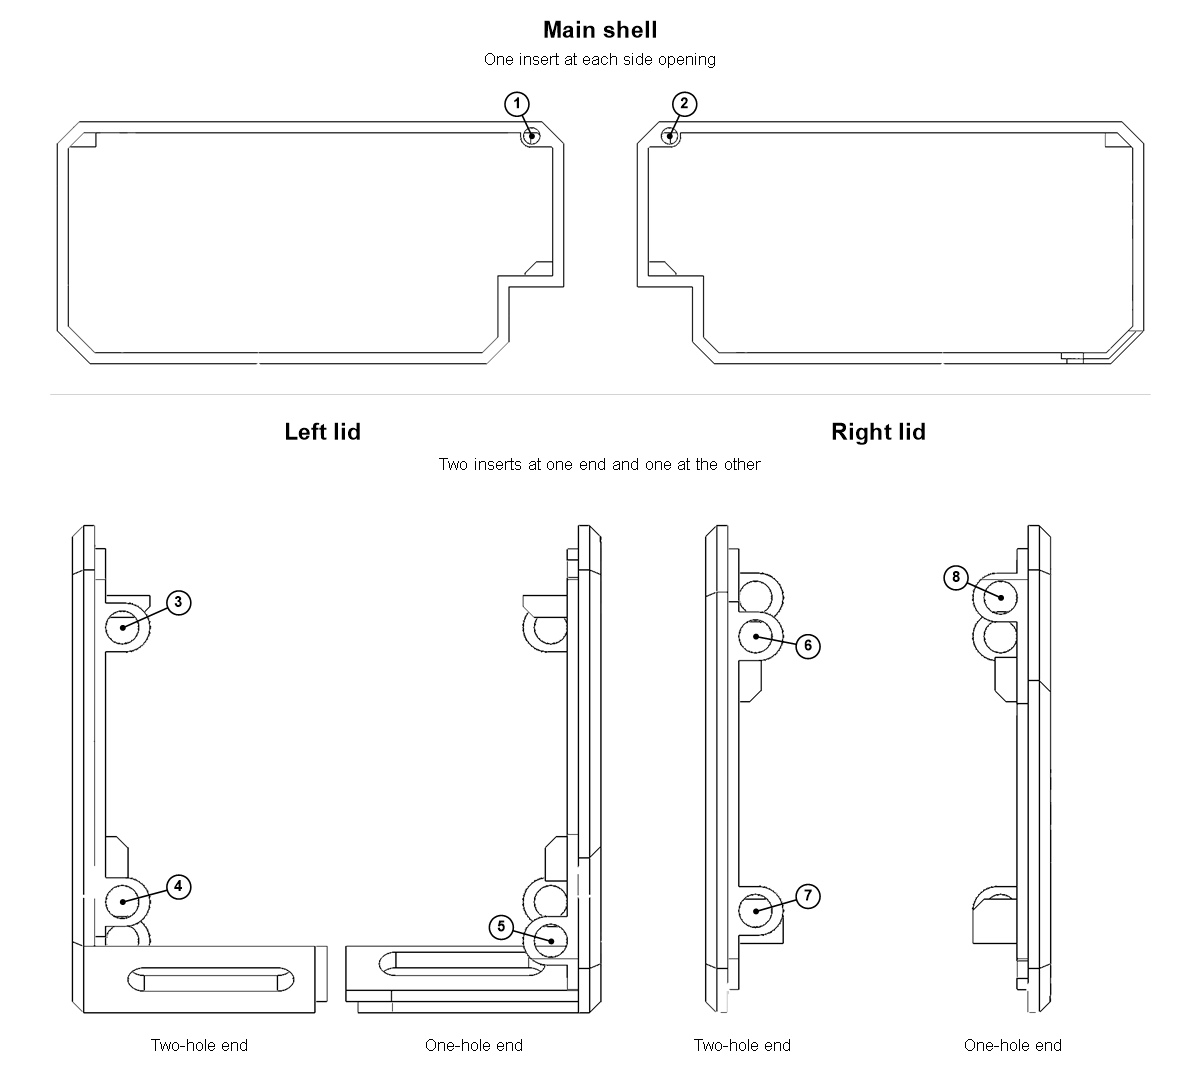 Main shell
One insert at each side opening
1
2
Left lid
Right lid
Two inserts at one end and one at the other
3
8
6
4
7
5
Two-hole end
One-hole end
Two-hole end
One-hole end